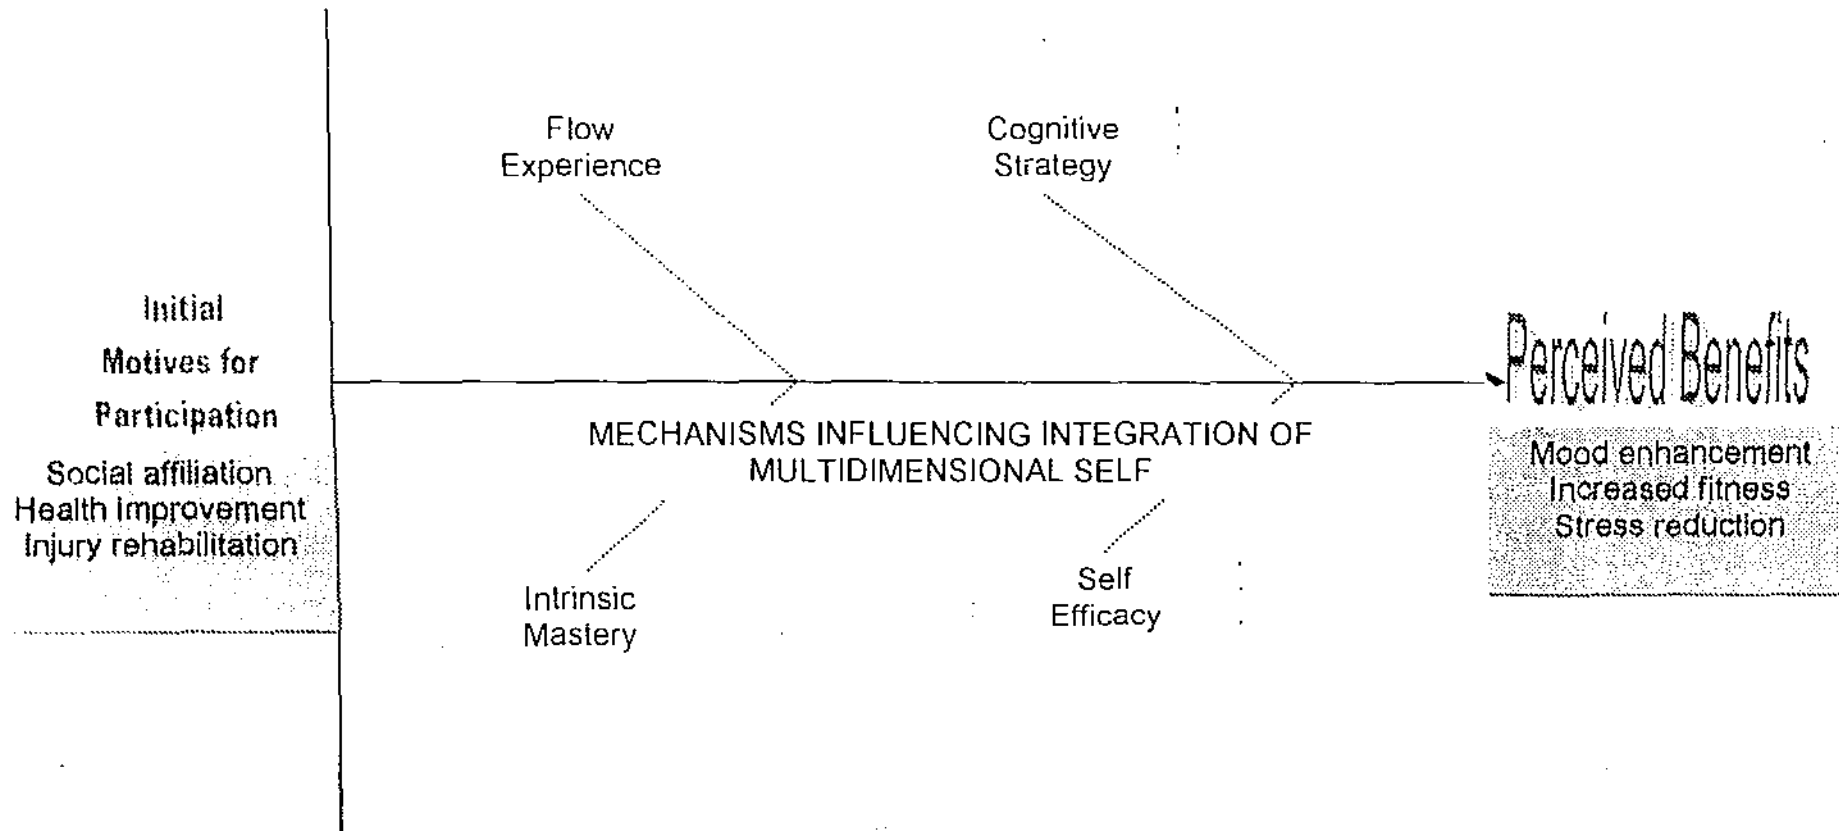 Flow
Experience
Cognitive
Strategy
Initial
Motives for
Participation
Social affiliation
Health improvement
Injury rehabilitation
MECHANISMS INFLUENCING INTEGRATION OF
MULTIDIMENSIONAL SELF
Perceived Benefits
Mood enhancement
Increased fitness
Stress reduction
Intrinsic
Mastery
Self
Efficacy